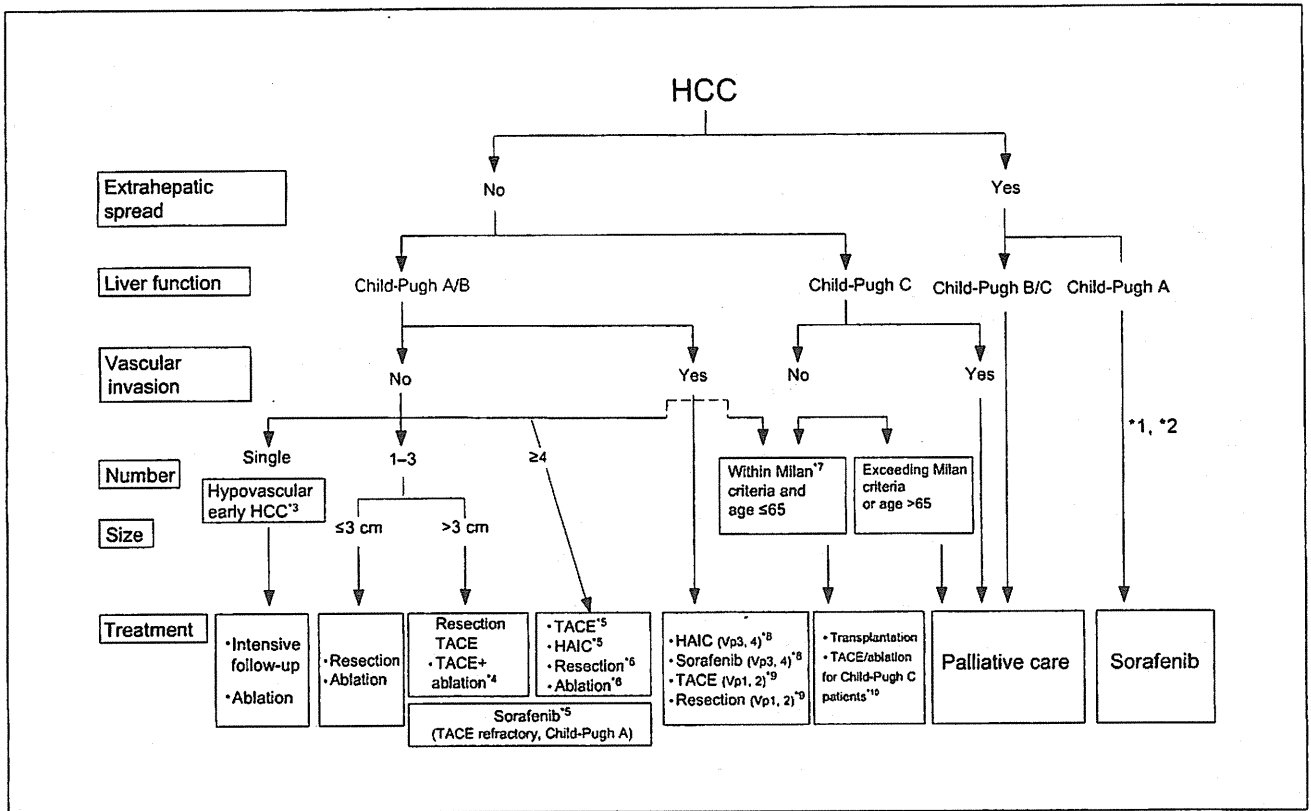 HCC
Extrahepatic
spread
No
Yes
Liver function
Child-Pugh A/B
Child-Pugh C
Child-Pugh B/C
Child-Pugh A
Vascular
invasion
No
Yes
No
Yes
*1, *2
Number
Single
1–3
≥4
Hypovascular
early HCC*3
Within Milan*7
criteria and
age ≤65
Exceeding Milan
criteria
or age >65
Size
≤3 cm
>3 cm
Treatment
•Intensive
follow-up
•Ablation
•Resection
•Ablation
Resection
TACE
•TACE+
ablation*4
•TACE*5
•HAIC*5
•Resection*6
•Ablation*6
Sorafenib*5
(TACE refractory, Child-Pugh A)
•HAIC (Vp3, 4)*8
•Sorafenib (Vp3, 4)*8
•TACE (Vp1, 2)*9
•Resection (Vp1, 2)*9
•Transplantation
•TACE/ablation
for Child-Pugh C
patients*10
Palliative care
Sorafenib